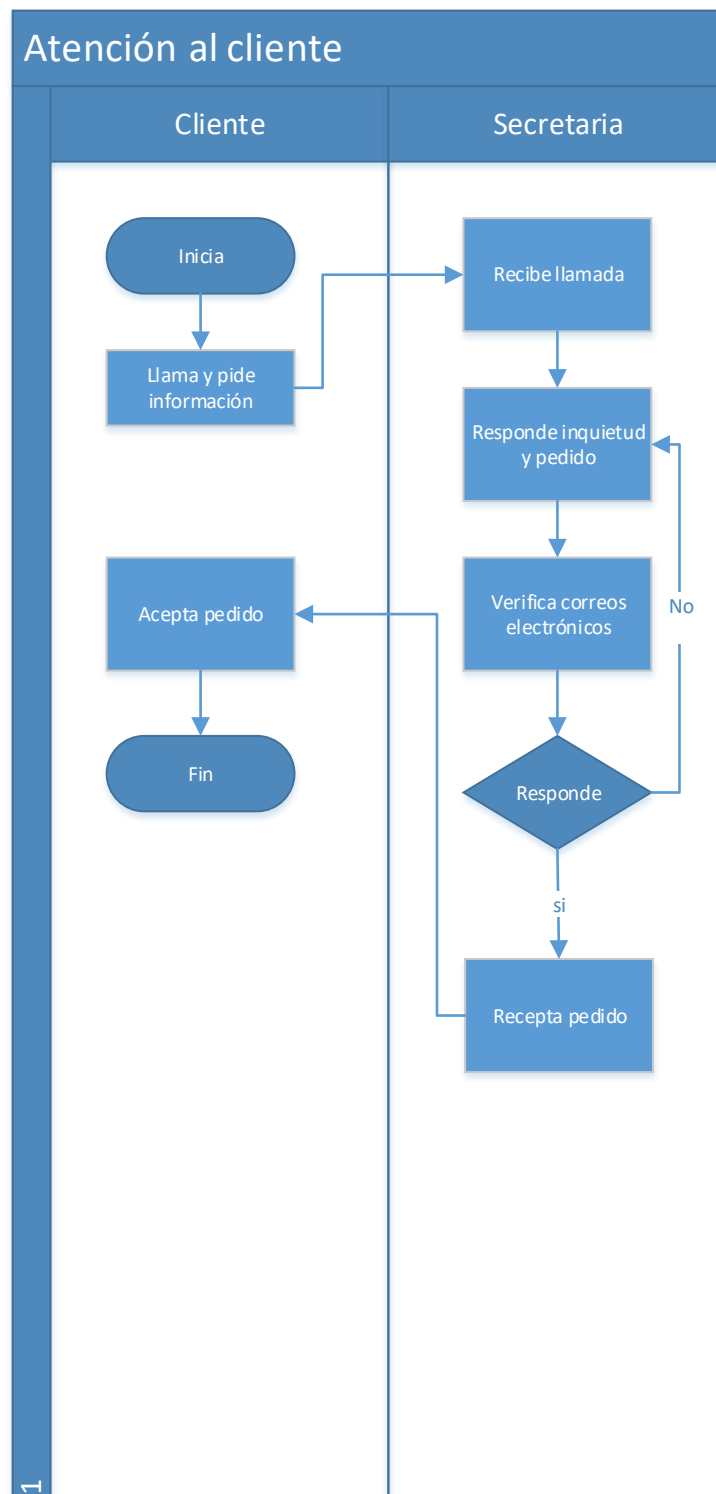 Atención al cliente
Cliente
Secretaria
Inicia
Recibe llamada
Llama y pide
información
Responde inquietud
y pedido
Acepta pedido
Verifica correos
electrónicos
No
Fin
Responde
si
Recepta pedido
1